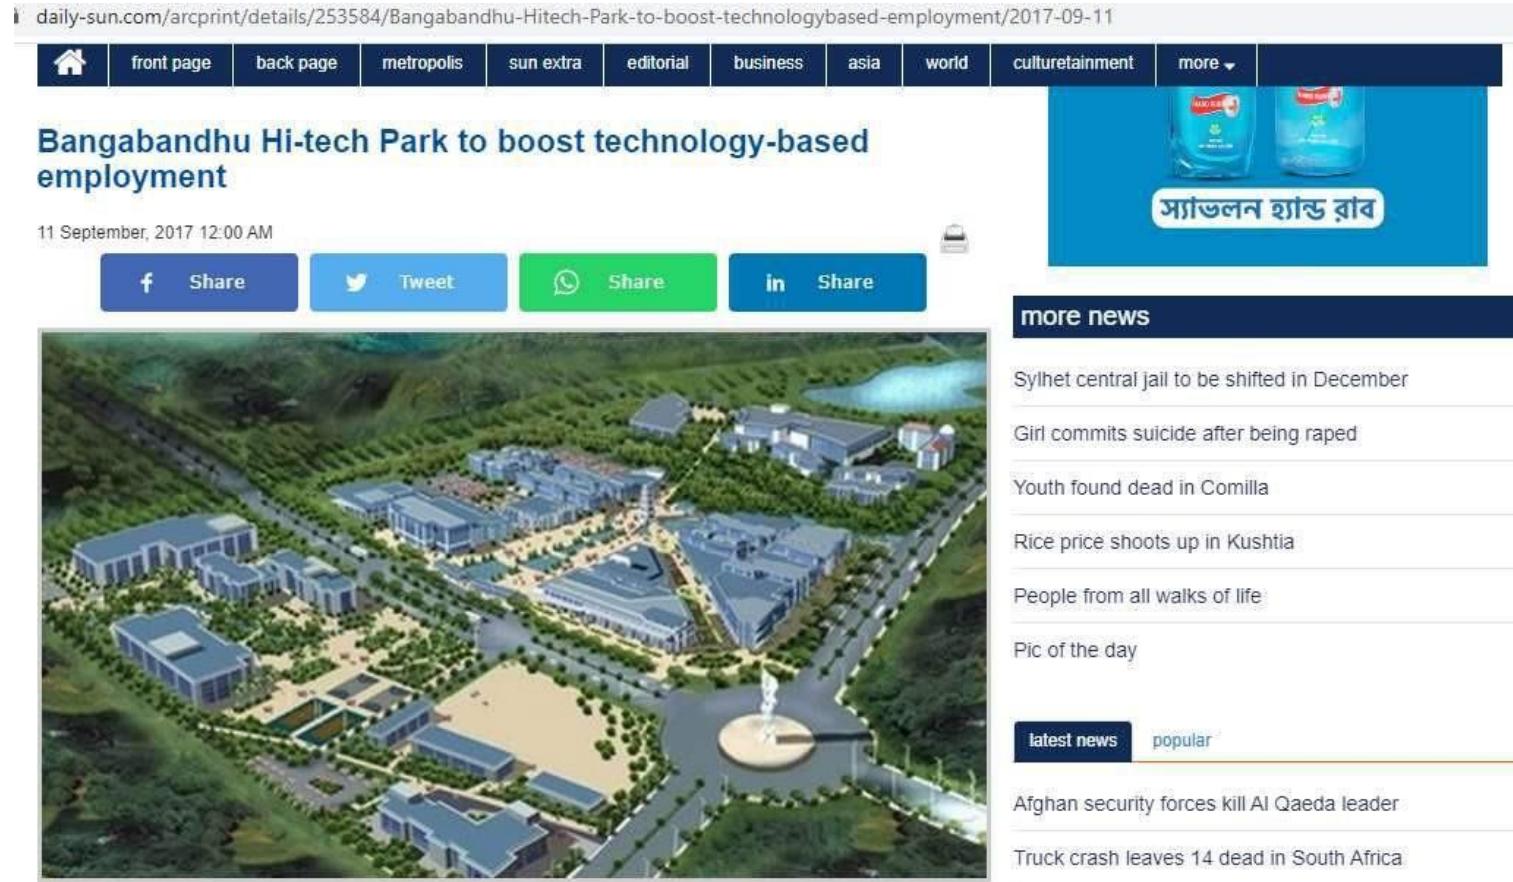 daily-sun.com/arcprint/details/253584/Bangabandhu-Hitech-Park-to-boost-technologybased-employment/2017-09-11
front page back page metropolis sun extra editorial business asia world culturetainment more
Bangabandhu Hi-tech Park to boost technology-based
employment
11 September, 2017 12:00 AM
Share Tweet Share in Share
স্যাভলন হ্যান্ড রাব
more news
Sylhet central jail to be shifted in December
Girl commits suicide after being raped
Youth found dead in Comilla
Rice price shoots up in Kushtia
People from all walks of life
Pic of the day
latest news popular
Afghan security forces kill Al Qaeda leader
Truck crash leaves 14 dead in South Africa